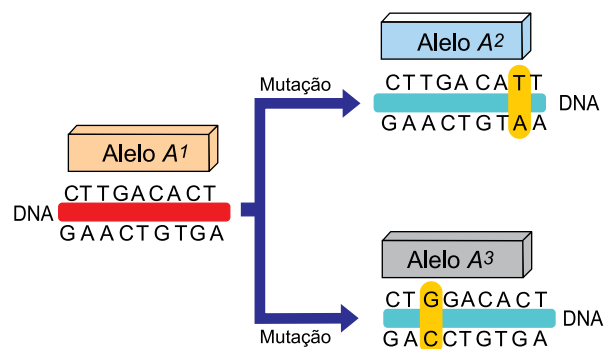 Alelo A2
CTTGACATT
DNA
GAACTGTAA
Mutação
Alelo A1
CTTGACACT
DNA
GAACTGTGA
Alelo A3
CTGGACACT
DNA
GACCTGTGA
Mutação